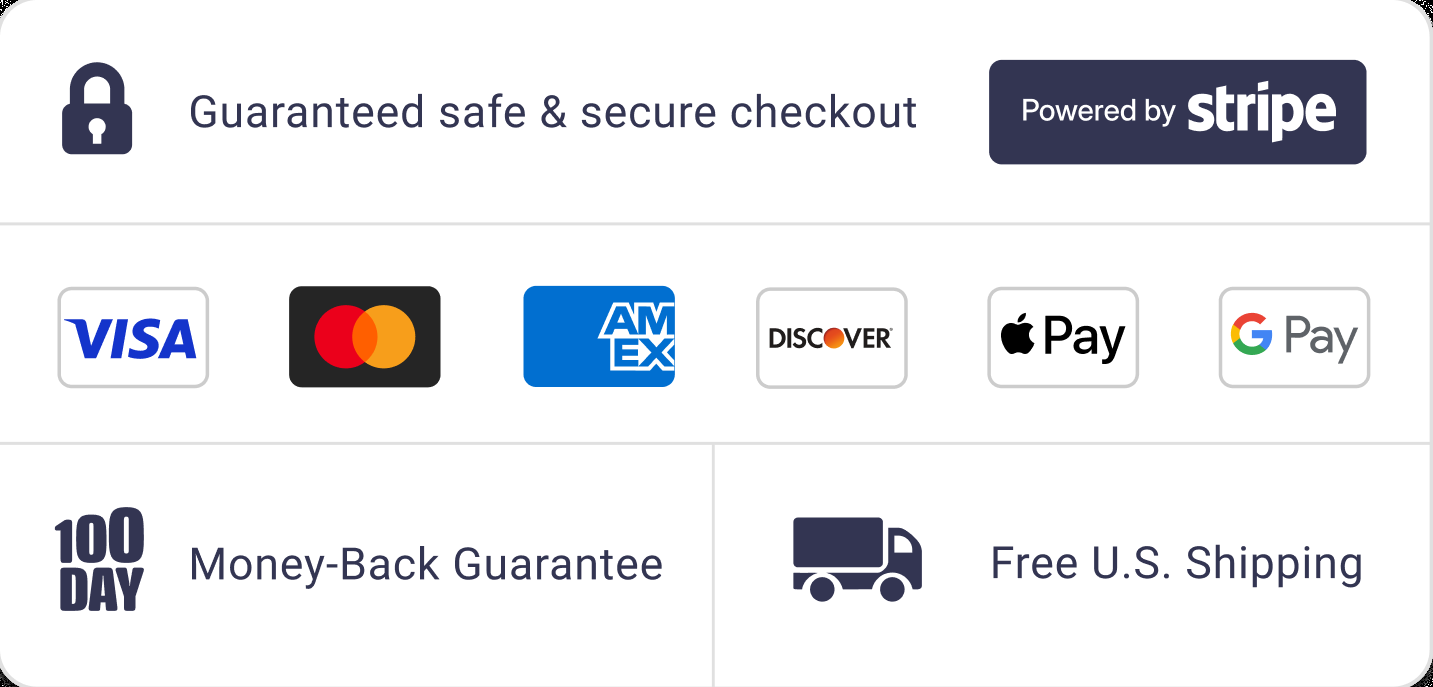 Guaranteed safe & secure checkout
Powered by stripe
VISA
AM
EX
DISCOVER
Pay
G Pay
100
DAY
Money-Back Guarantee
Free U.S. Shipping